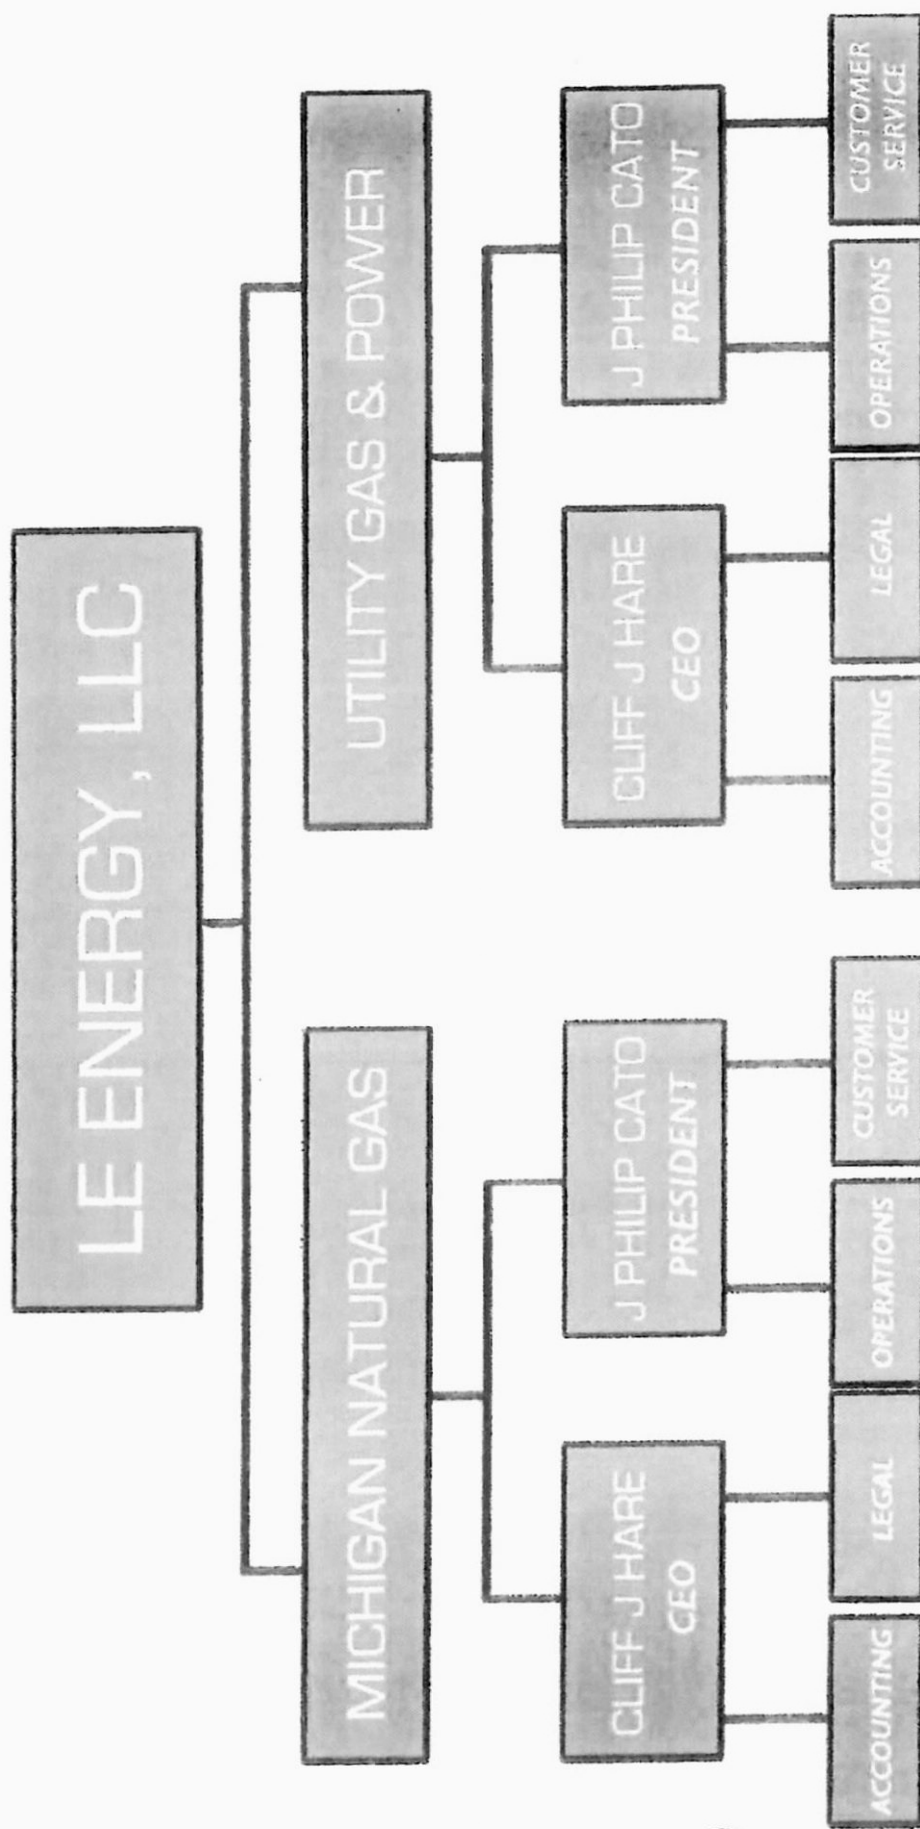 LE ENERGY, LLC
MICHIGAN NATURAL GAS
UTILITY GAS & POWER
CLIFF J HARE
CEO
J PHILIP CATO
PRESIDENT
CLIFF J HARE
CEO
J PHILIP CATO
PRESIDENT
ACCOUNTING
LEGAL
OPERATIONS
CUSTOMER
SERVICE
ACCOUNTING
LEGAL
OPERATIONS
CUSTOMER
SERVICE